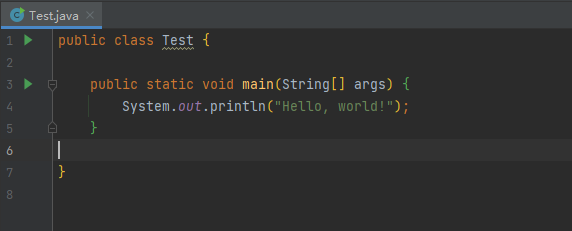 Test.java
1 public class Test {
2
3     public static void main(String[] args) {
4         System.out.println("Hello, world!");
5     }
6
7 }
8